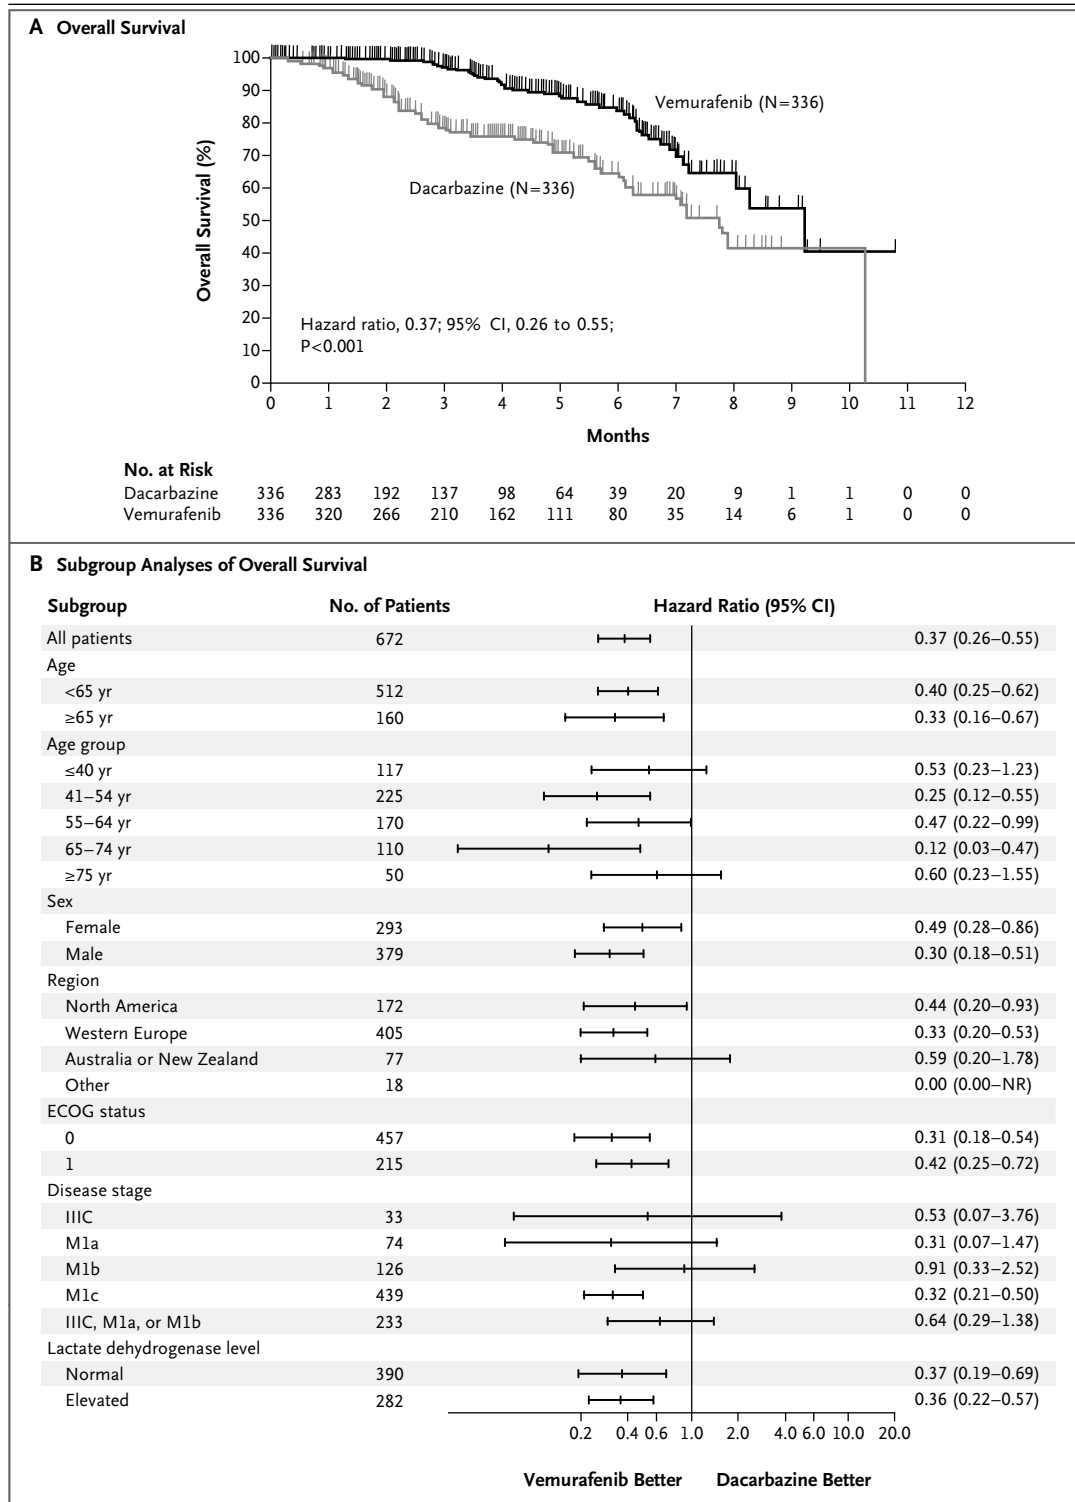 A Overall Survival
100
90
80
70
60
50
40
30
20
10
0
Overall Survival (%)
Vemurafenib (N=336)
Dacarbazine (N=336)
Hazard ratio, 0.37; 95% CI, 0.26 to 0.55;
P<0.001
0 1 2 3 4 5 6 7 8 9 10 11 12
Months
No. at Risk
Dacarbazine 336 283 192 137 98 64 39 20 9 1 1 0 0
Vemurafenib 336 320 266 210 162 111 80 35 14 6 1 0 0
B Subgroup Analyses of Overall Survival
Subgroup No. of Patients Hazard Ratio (95% CI)
All patients 672 0.37 (0.26–0.55)
Age
<65 yr 512 0.40 (0.25–0.62)
≥65 yr 160 0.33 (0.16–0.67)
Age group
≤40 yr 117 0.53 (0.23–1.23)
41–54 yr 225 0.25 (0.12–0.55)
55–64 yr 170 0.47 (0.22–0.99)
65–74 yr 110 0.12 (0.03–0.47)
≥75 yr 50 0.60 (0.23–1.55)
Sex
Female 293 0.49 (0.28–0.86)
Male 379 0.30 (0.18–0.51)
Region
North America 172 0.44 (0.20–0.93)
Western Europe 405 0.33 (0.20–0.53)
Australia or New Zealand 77 0.59 (0.20–1.78)
Other 18 0.00 (0.00–NR)
ECOG status
0 457 0.31 (0.18–0.54)
1 215 0.42 (0.25–0.72)
Disease stage
IIIC 33 0.53 (0.07–3.76)
M1a 74 0.31 (0.07–1.47)
M1b 126 0.91 (0.33–2.52)
M1c 439 0.32 (0.21–0.50)
IIIC, M1a, or M1b 233 0.64 (0.29–1.38)
Lactate dehydrogenase level
Normal 390 0.37 (0.19–0.69)
Elevated 282 0.36 (0.22–0.57)
0.2 0.4 0.6 1.0 2.0 4.0 6.0 10.0 20.0
Vemurafenib Better Dacarbazine Better